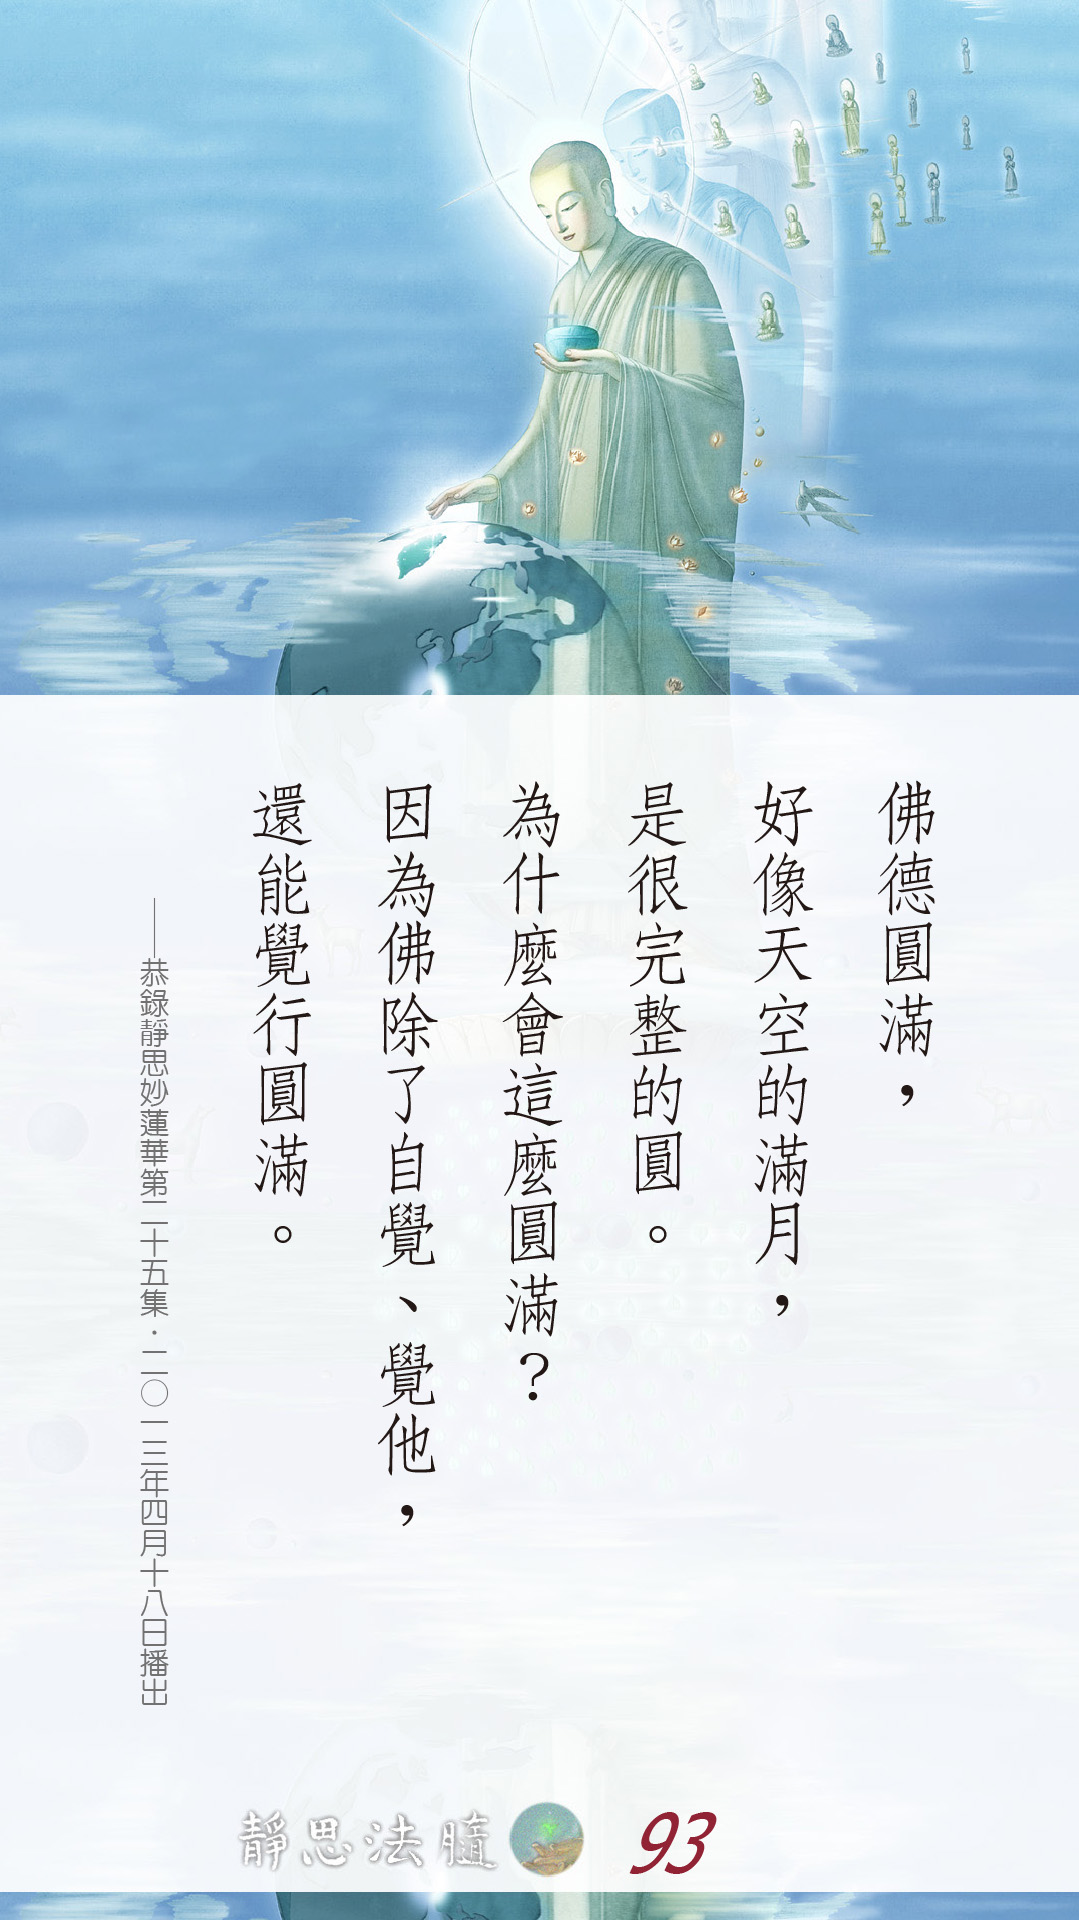 佛德圓滿，
好像天空的滿月，
是很完整的圓。
為什麼會這麼圓滿？
因為佛除了自覺、覺他，
還能覺行圓滿。
——恭錄靜思妙蓮華第二十五集．二〇一三年四月十八日播出
靜思法髓 93